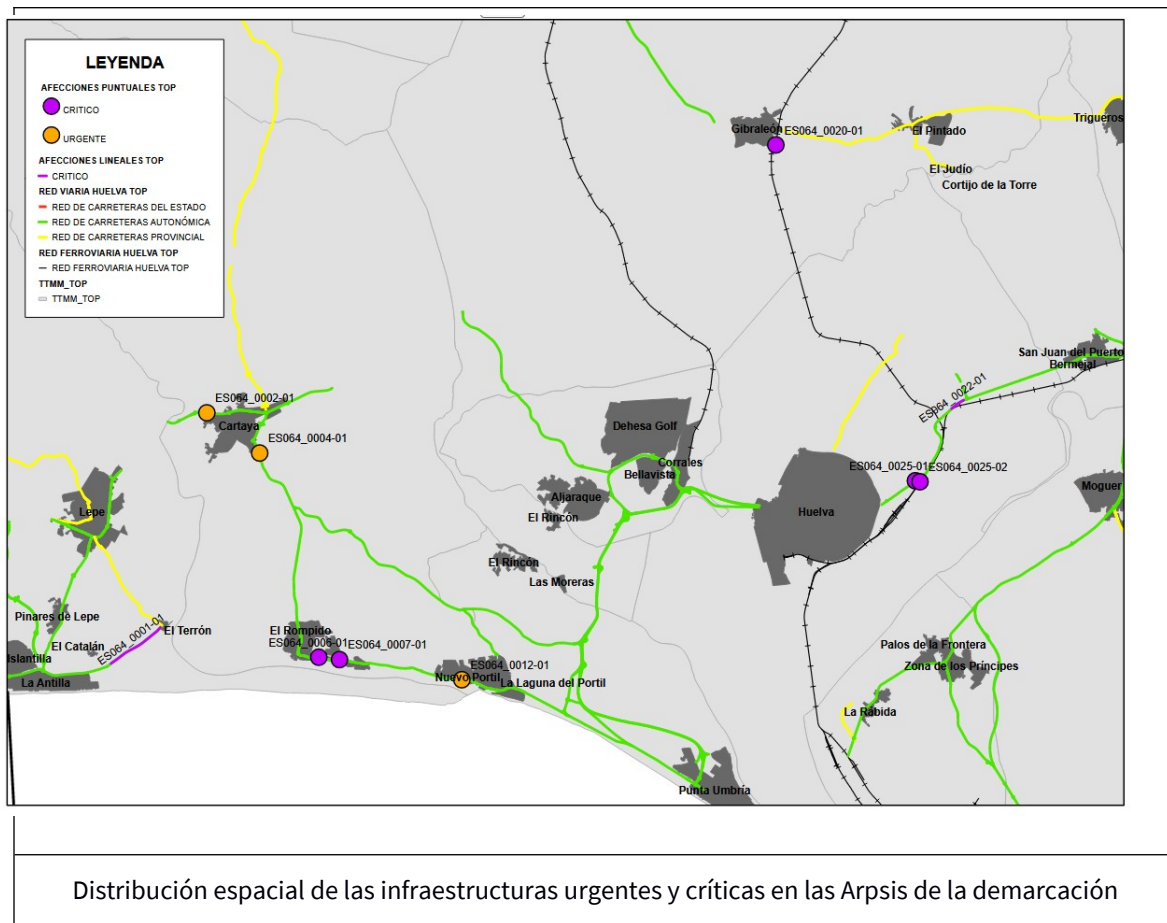 LEYENDA
AFECCIONES PUNTUALES TOP
CRITICO
URGENTE
AFECCIONES LINEALES TOP
CRITICO
RED VIARIA HUELVA TOP
RED DE CARRETERAS DEL ESTADO
RED DE CARRETERAS AUTONÓMICA
RED DE CARRETERAS PROVINCIAL
RED FERROVIARIA HUELVA TOP
RED FERROVIARIA HUELVA TOP
TTMM_TOP
TTMM_TOP
Trigueros
Gibraleón
ES064_0020-01
El Pintado
El Judío
Cortijo de la Torre
San Juan del Puerto
Bermejal
ES064_0022-01
ES064_0002-01
Cartaya
ES064_0004-01
Dehesa Golf
Corrales
Bellavista
ES064_0025-01
ES064_0025-02
Moguer
Aljaraque
El Rincón
Huelva
Lepe
El Rincón
Las Moreras
Pinares de Lepe
El Terrón
El Catalán
ES064_0001-01
Islantilla
La Antilla
El Rompido
ES064_0006-01
ES064_0007-01
ES064_0012-01
Nuevo Portil
La Laguna del Portil
Palos de la Frontera
Zona de los Príncipes
La Rábida
Punta Umbría
Distribución espacial de las infraestructuras urgentes y críticas en las Arpsis de la demarcación